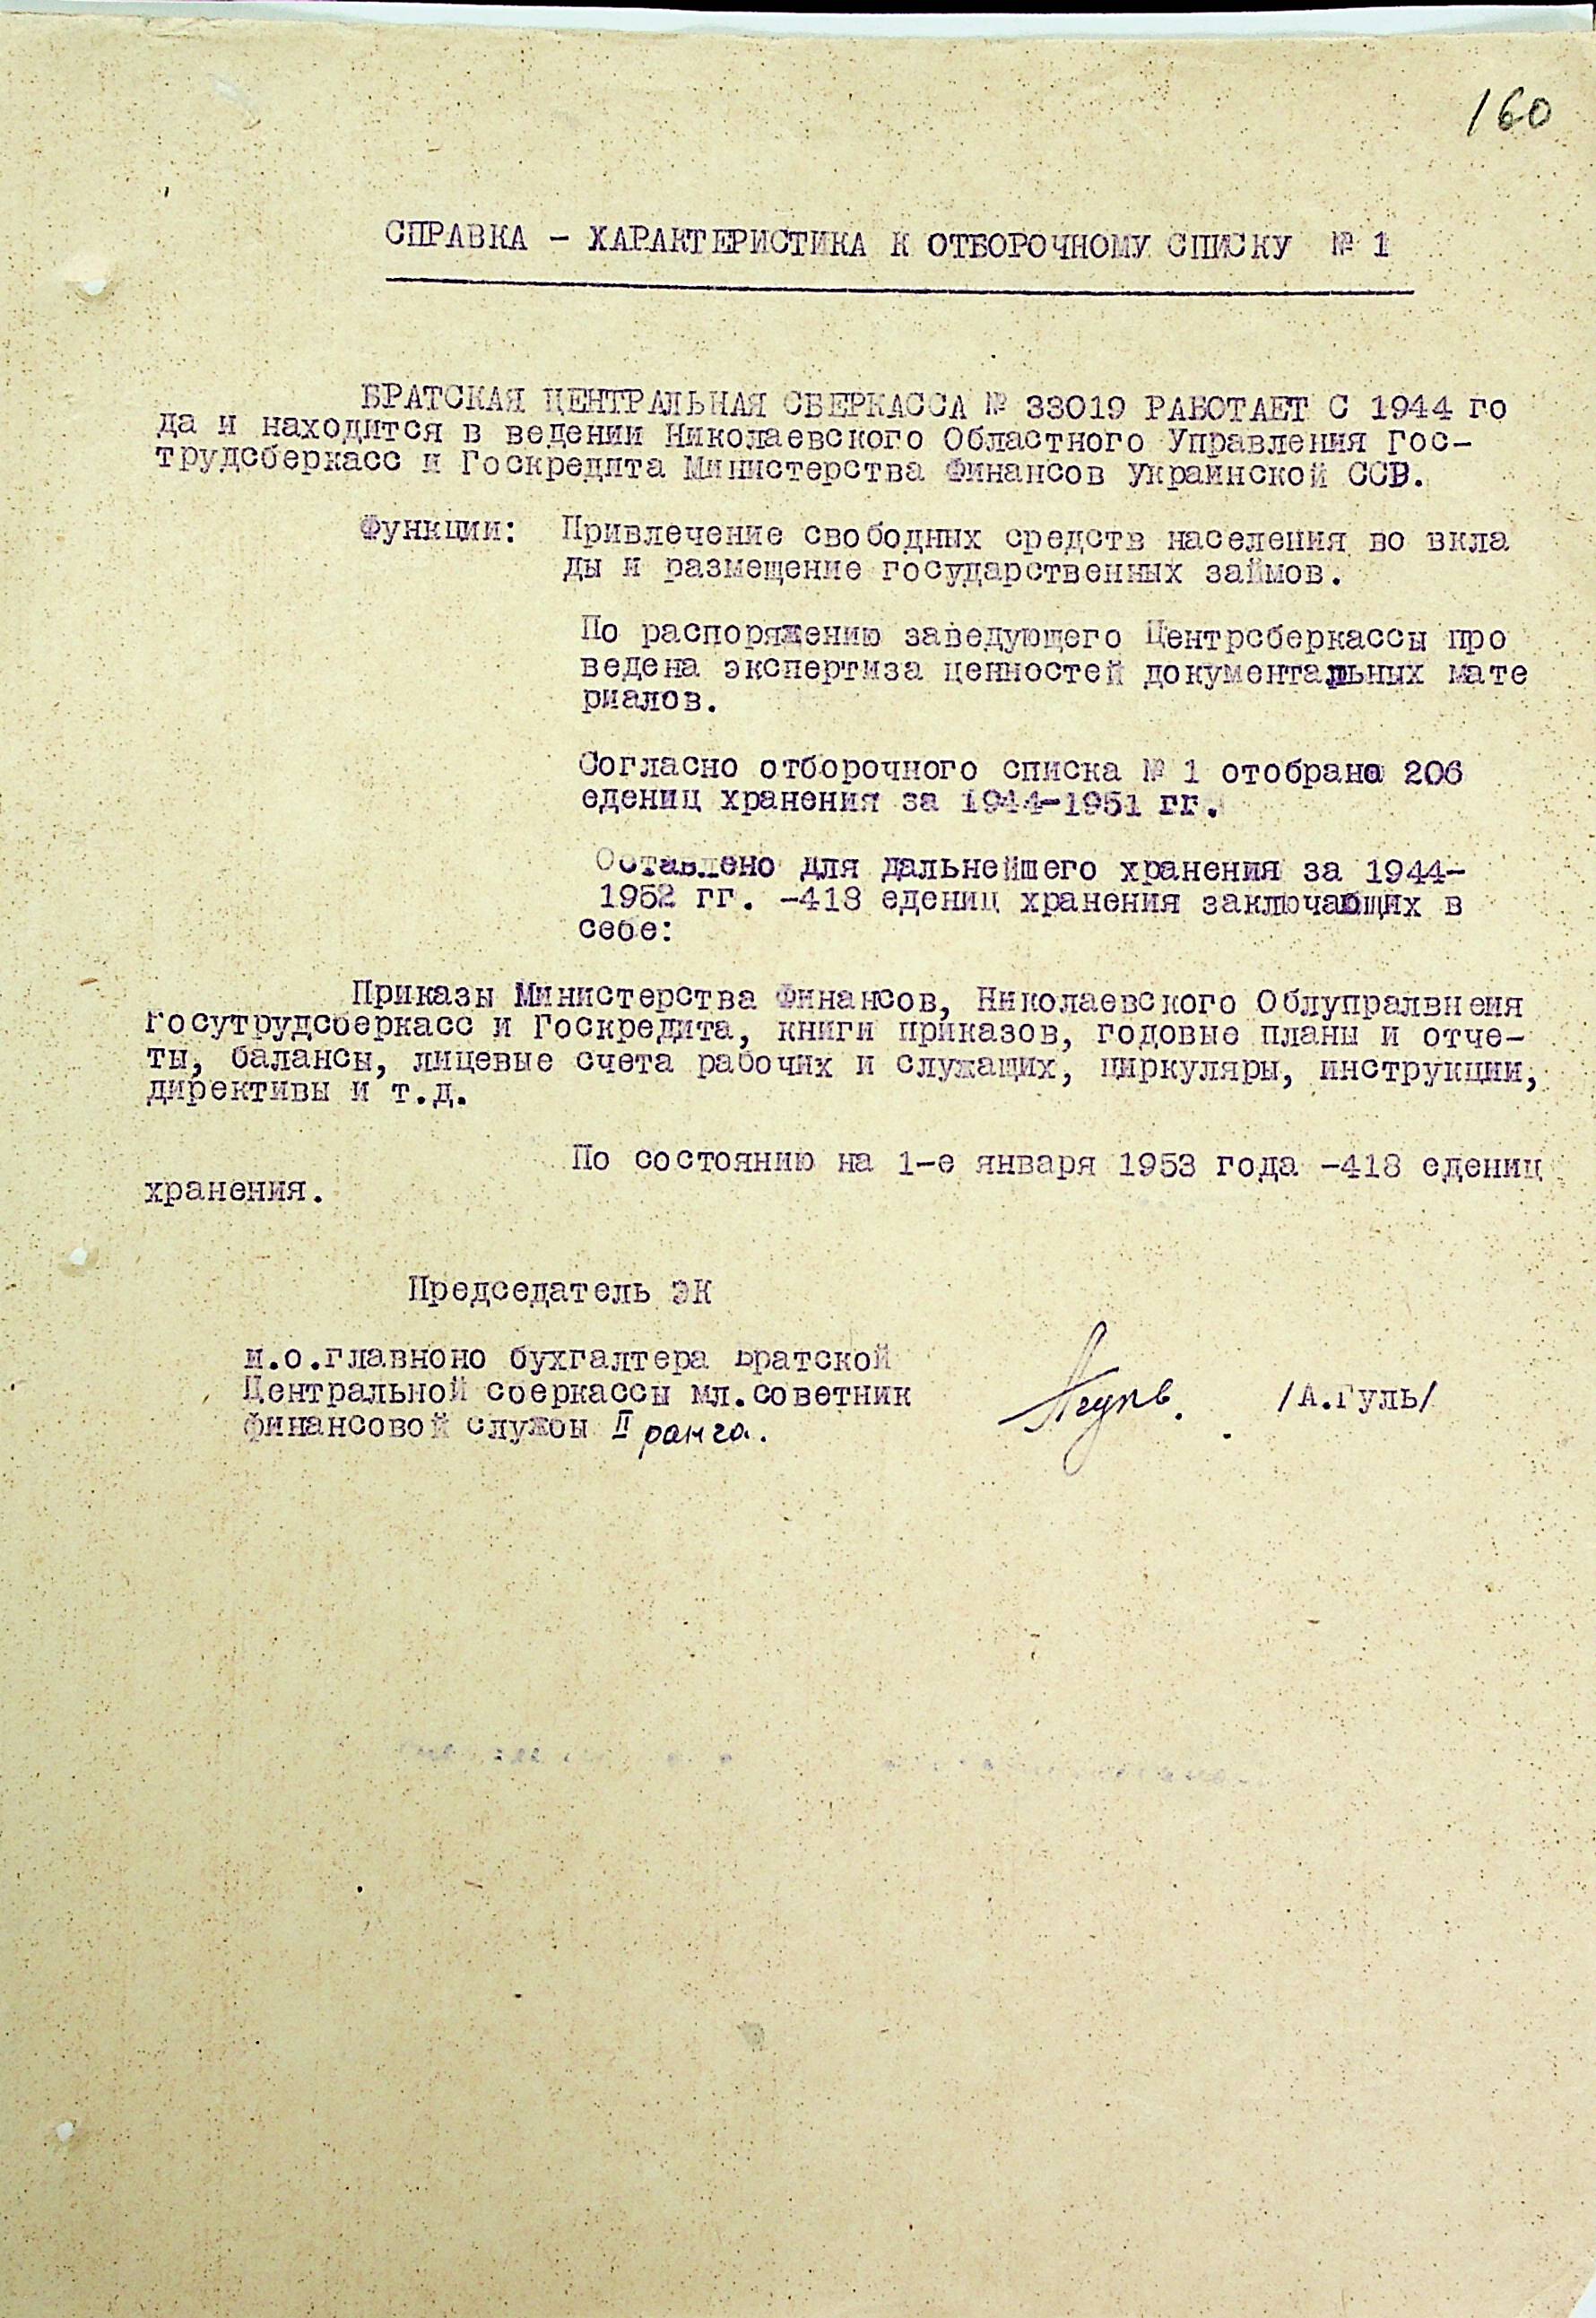 160
СПРАВКА - ХАРАКТЕРИСТИКА К ОТБОРОЧНОМУ СПИСКУ № 1
БРАТСКАЯ ЦЕНТРАЛЬНАЯ СБЕРКАССА № 33019 РАБОТАЕТ С 1944 го
да и находится в ведении Николаевского Областного Управления Гос-
трудсберкасс и Госкредита Министерства Финансов Украинской ССР.
Функции: Привлечение свободных средств населения во вкла
ды и размещение государственных займов.
По распоряжению заведующего Центрсберкассы про
ведена экспертиза ценностей документальных мате
риалов.
Согласно отборочного списка № 1 отобрано 206
едениц хранения за 1944-1951 гг.
Оставлено для дальнейшего хранения за 1944-
1952 гг. -418 едениц хранения заключающих в
себе:
Приказы Министерства Финансов, Николаевского Облупралвнеия
Госутрудсберкасс и Госкредита, книги приказов, годовые планы и отче-
ты, балансы, лицевые счета рабочих и служащих, циркуляры, инструкции,
директивы и т.д.
По состоянию на 1-е января 1953 года -418 едениц
хранения.
Председатель ЭК
и.о.главноно бухгалтера Братской
Центральной сберкассы мл.советник
финансовой службы II ранга.
/А.Гуль/